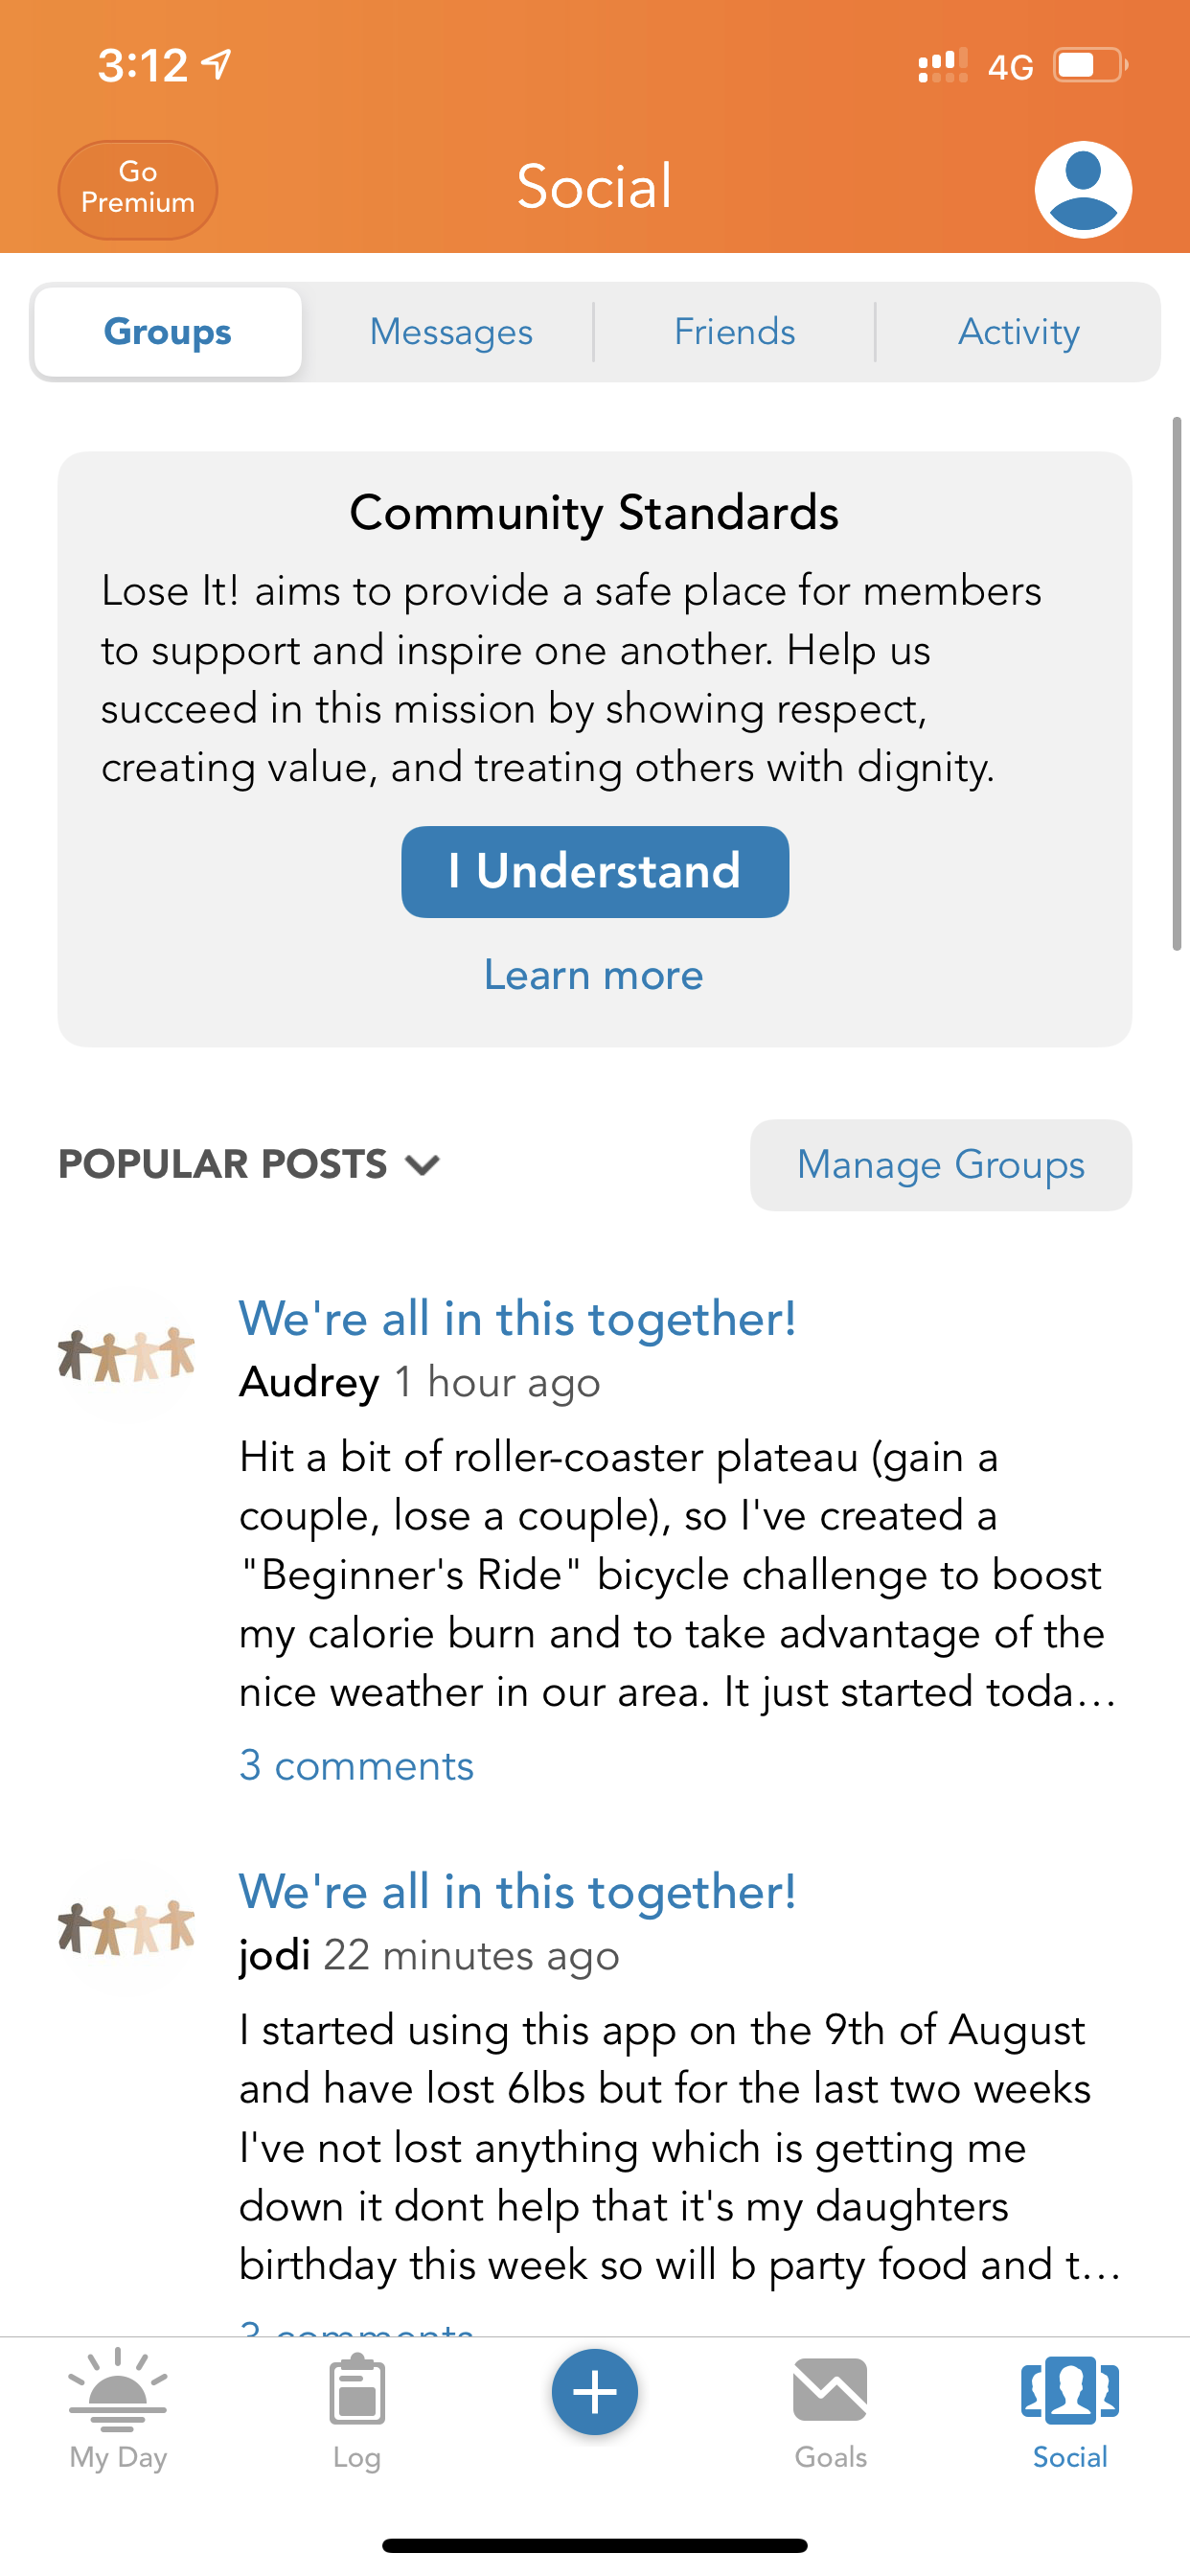 3:12
4G
Go
Premium
Social
Groups
Messages
Friends
Activity
Community Standards
Lose It! aims to provide a safe place for members
to support and inspire one another. Help us
succeed in this mission by showing respect,
creating value, and treating others with dignity.
I Understand
Learn more
POPULAR POSTS
Manage Groups
We're all in this together!
Audrey 1 hour ago
Hit a bit of roller-coaster plateau (gain a
couple, lose a couple), so I've created a
"Beginner's Ride" bicycle challenge to boost
my calorie burn and to take advantage of the
nice weather in our area. It just started toda...
3 comments
We're all in this together!
jodi 22 minutes ago
I started using this app on the 9th of August
and have lost 6lbs but for the last two weeks
I've not lost anything which is getting me
down it dont help that it's my daughters
birthday this week so will b party food and t...
comments
My Day
Log
Goals
Social